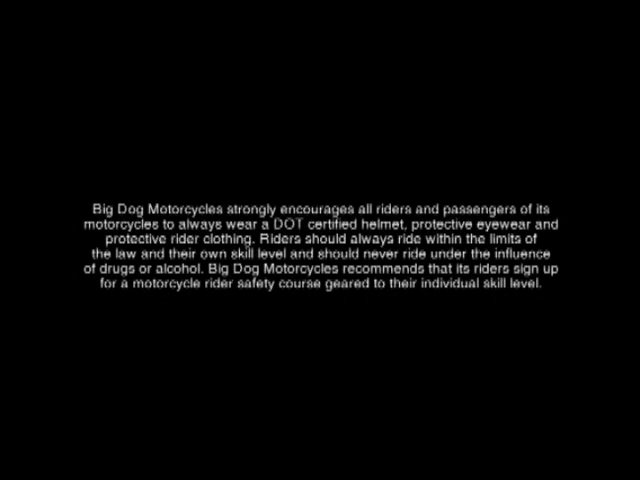 Big Dog Motorcycles strongly encourages all riders and passengers of its
motorcycles to always wear a DOT certified helmet, protective eyewear and
protective rider clothing. Riders should always ride within the limits of
the law and their own skill level and should never ride under the influence
of drugs or alcohol. Big Dog Motorcycles recommends that its riders sign up
for a motorcycle rider safety course geared to their individual skill level.